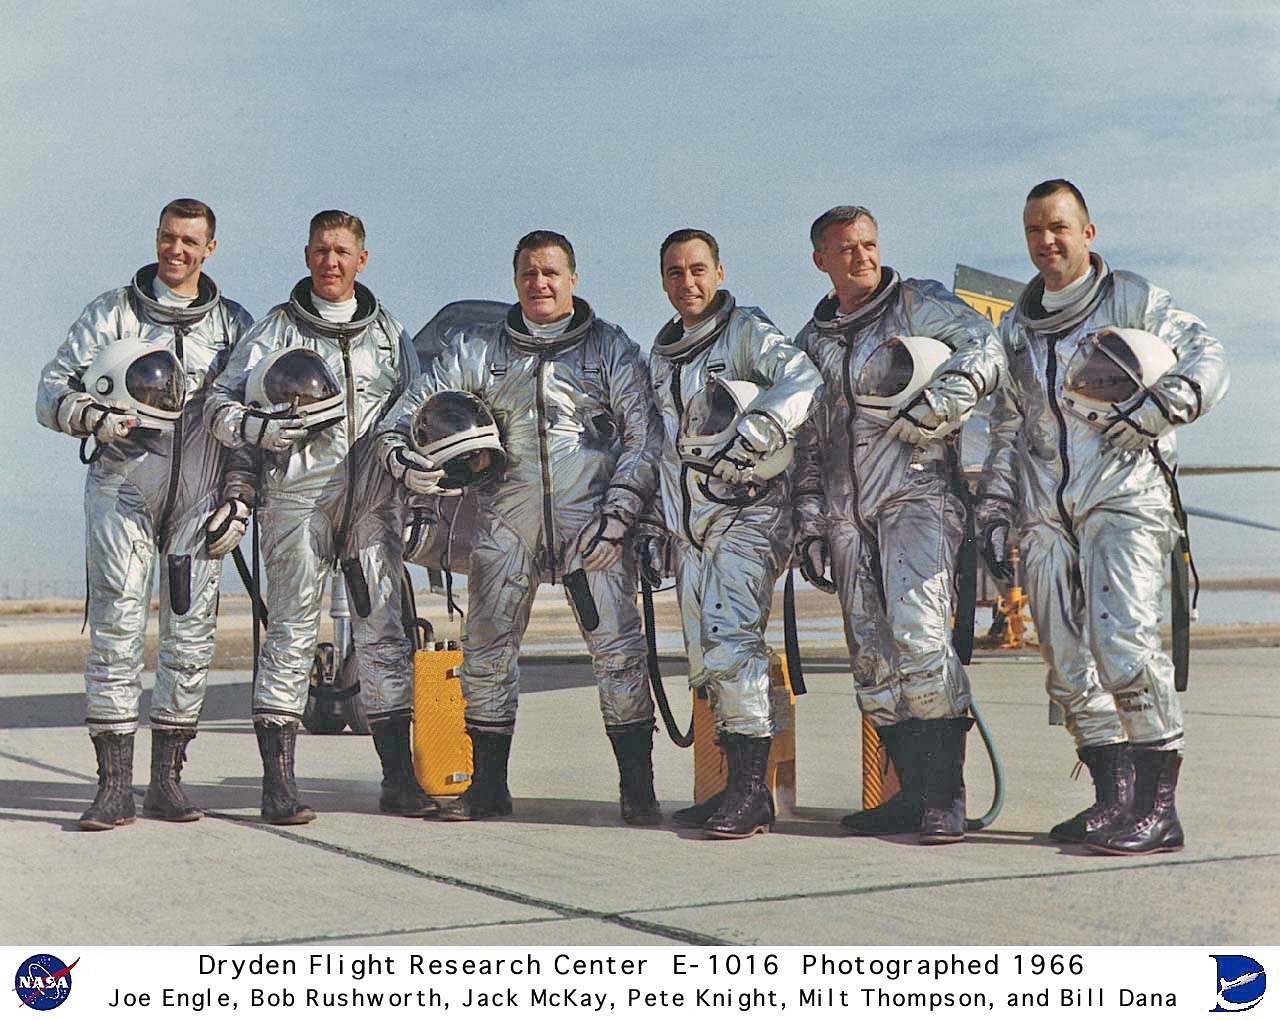 Dryden Flight Research Center E-1016 Photographed 1966
NASA
Joe Engle, Bob Rushworth, Jack McKay, Pete Knight, Milt Thompson, and Bill Dana